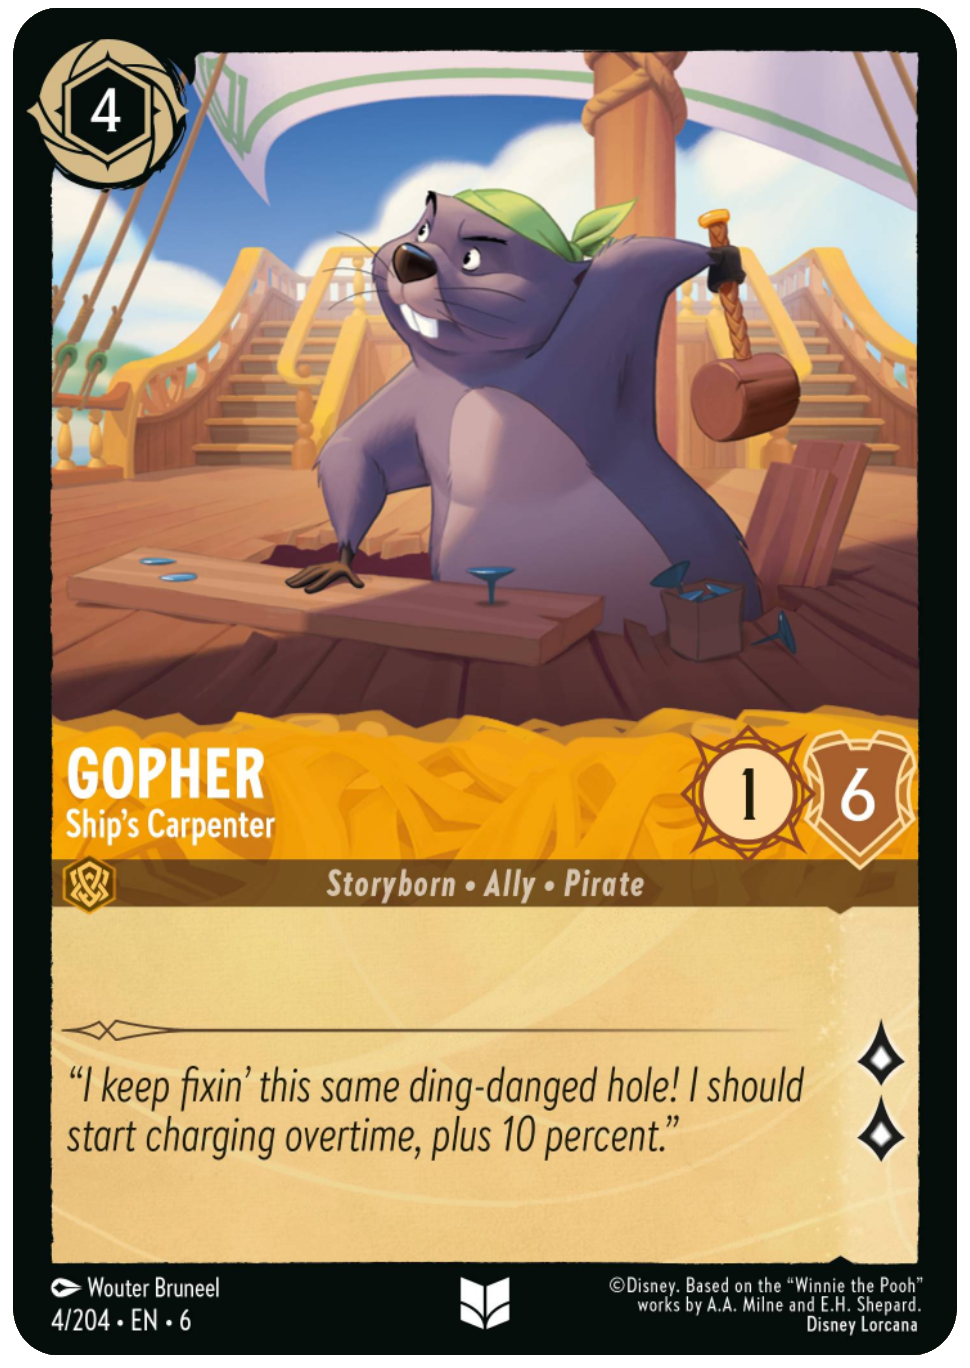 4
GOPHER
Ship's Carpenter
1
6
Storyborn • Ally • Pirate
“I keep fixin’ this same ding-danged hole! I should
start charging overtime, plus 10 percent.”
Wouter Bruneel
4/204 • EN • 6
©Disney. Based on the “Winnie the Pooh”
works by A.A. Milne and E.H. Shepard.
Disney Lorcana